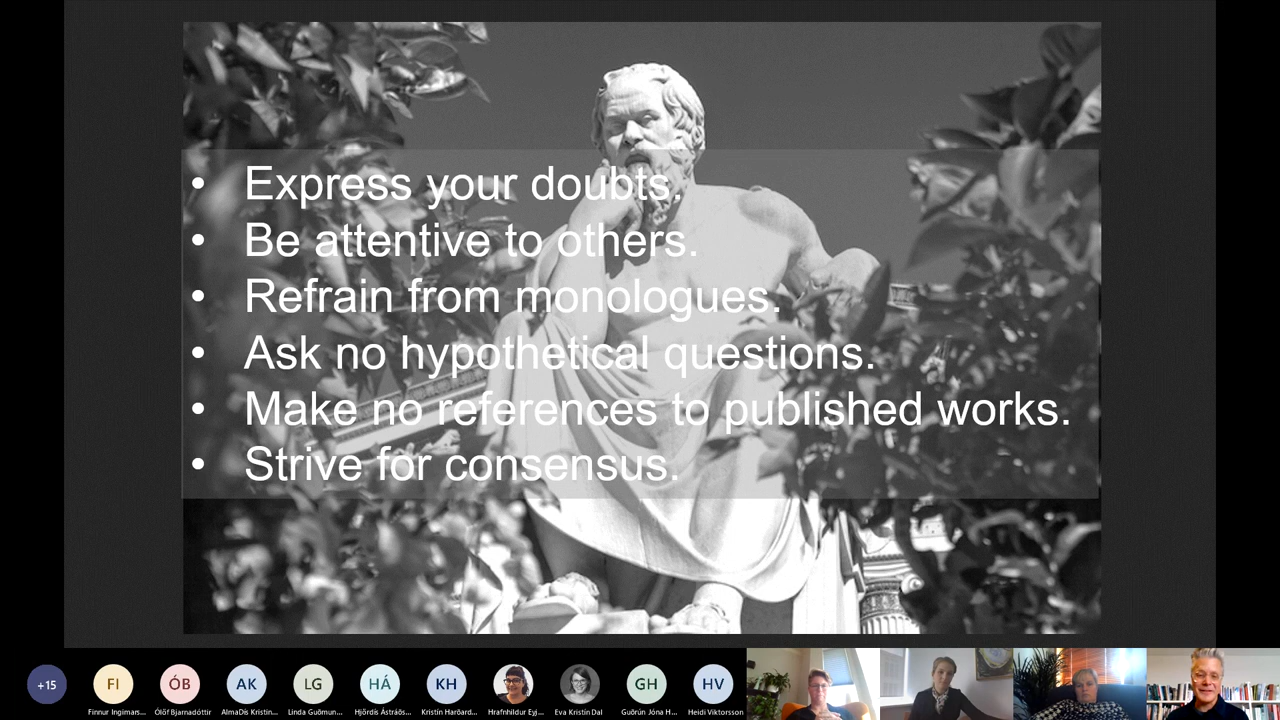 • Express your doubts.
• Be attentive to others.
• Refrain from monologues.
• Ask no hypothetical questions.
• Make no references to published works.
• Strive for consensus.
+15
FI
ÓB
AK
LG
HÁ
KH
GH
HV
Finnur Ingimars...
Ólöf Bjarnadóttir
AlmaDís Kristin...
Linda Guðmun...
Hjördís Ástráðs...
Kristín Harðard...
Hrafnhildur Eyj...
Eva Kristín Dal
Guðrún Jóna H...
Heiðí Viktorsson